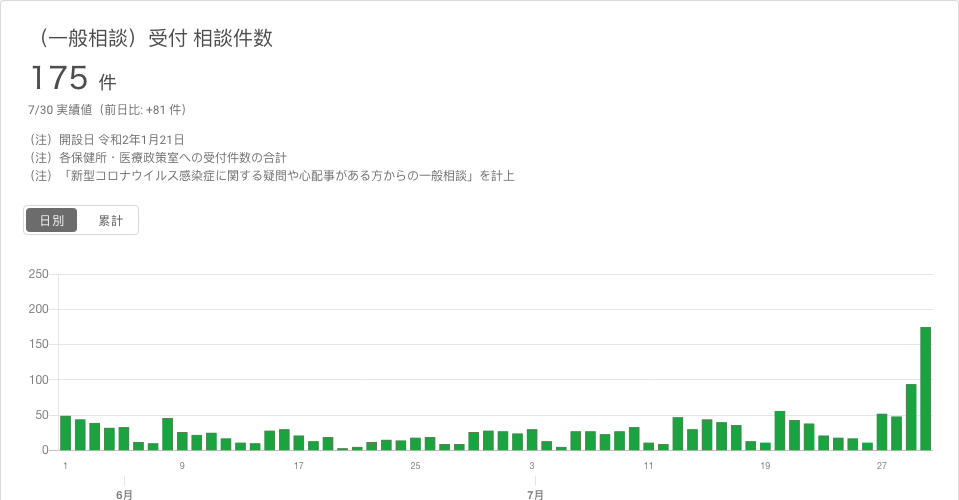 （一般相談）受付 相談件数
175 件
7/30 実績値（前日比: +81 件）
（注）開設日 令和2年1月21日
（注）各保健所・医療政策室への受付件数の合計
（注）「新型コロナウイルス感染症に関する疑問や心配事がある方からの一般相談」を計上
日別 累計
250
200
150
100
50
0
1 9 17 25 3 11 19 27
6月 7月